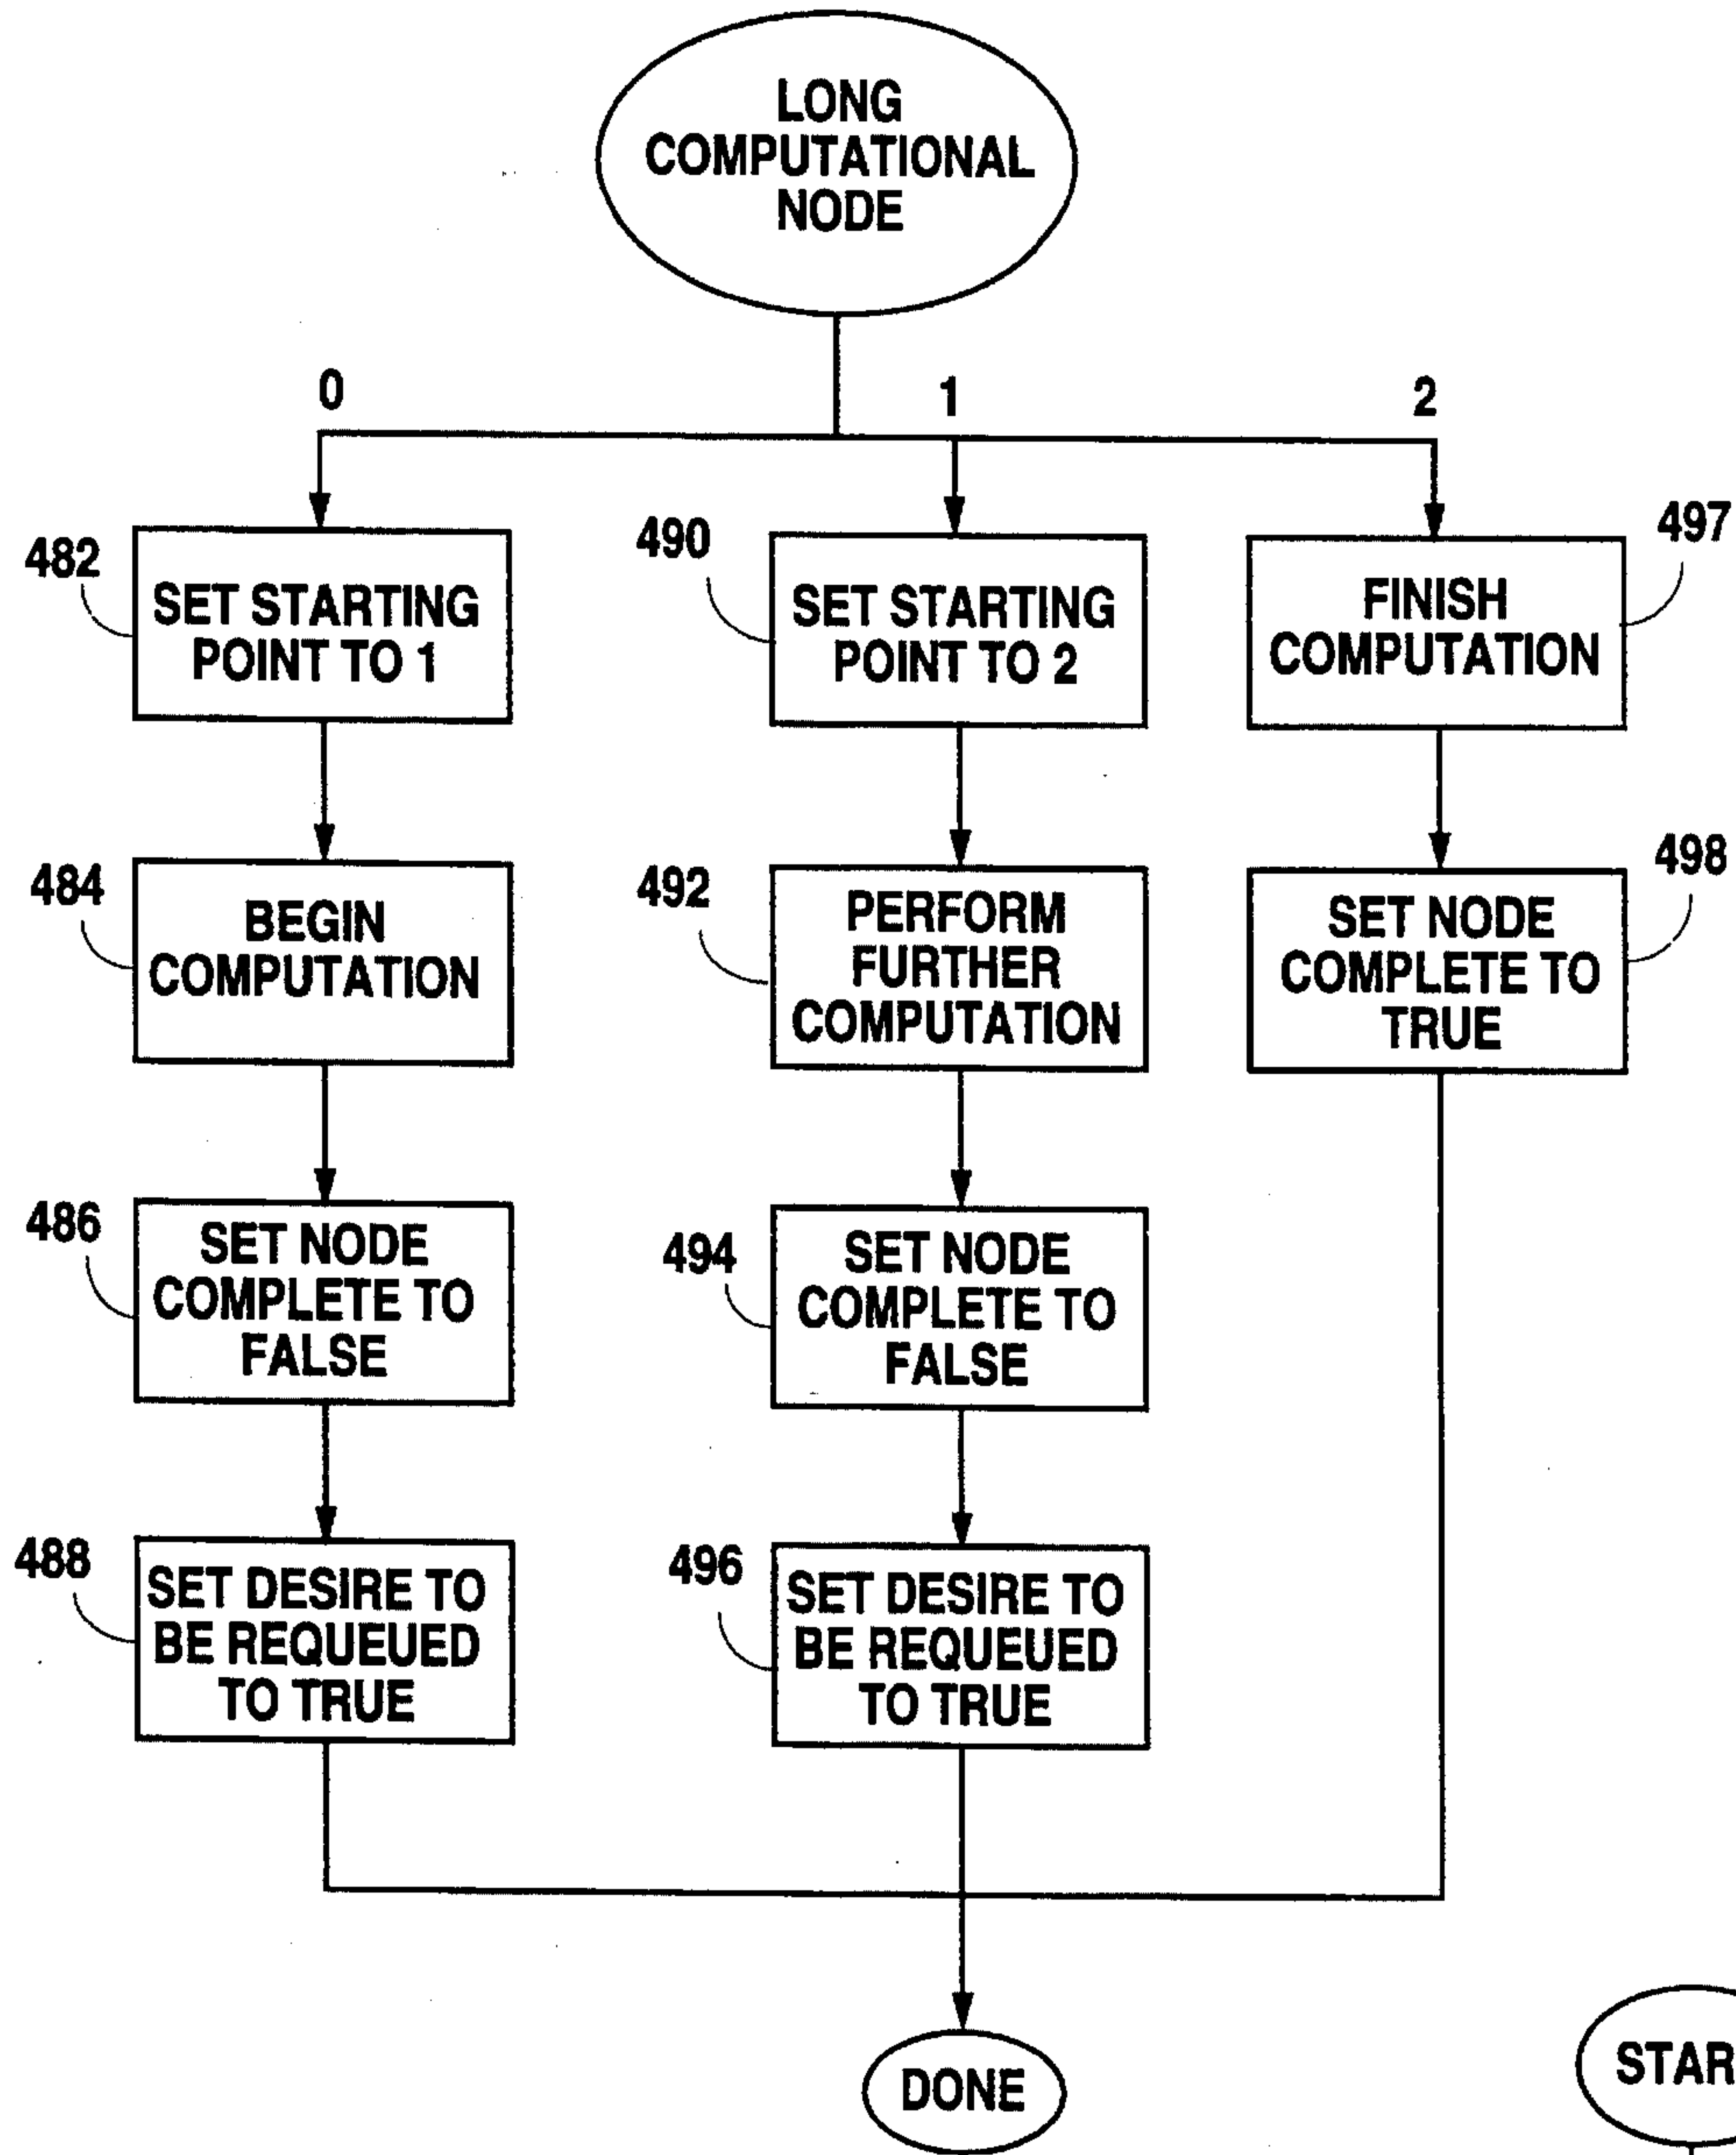 LONG
COMPUTATIONAL
NODE
0
1
2
482
SET STARTING
POINT TO 1
490
SET STARTING
POINT TO 2
497
FINISH
COMPUTATION
484
BEGIN
COMPUTATION
492
PERFORM
FURTHER
COMPUTATION
498
SET NODE
COMPLETE TO
TRUE
486
SET NODE
COMPLETE TO
FALSE
494
SET NODE
COMPLETE TO
FALSE
488
SET DESIRE TO
BE REQUEUED
TO TRUE
496
SET DESIRE TO
BE REQUEUED
TO TRUE
DONE
STAR